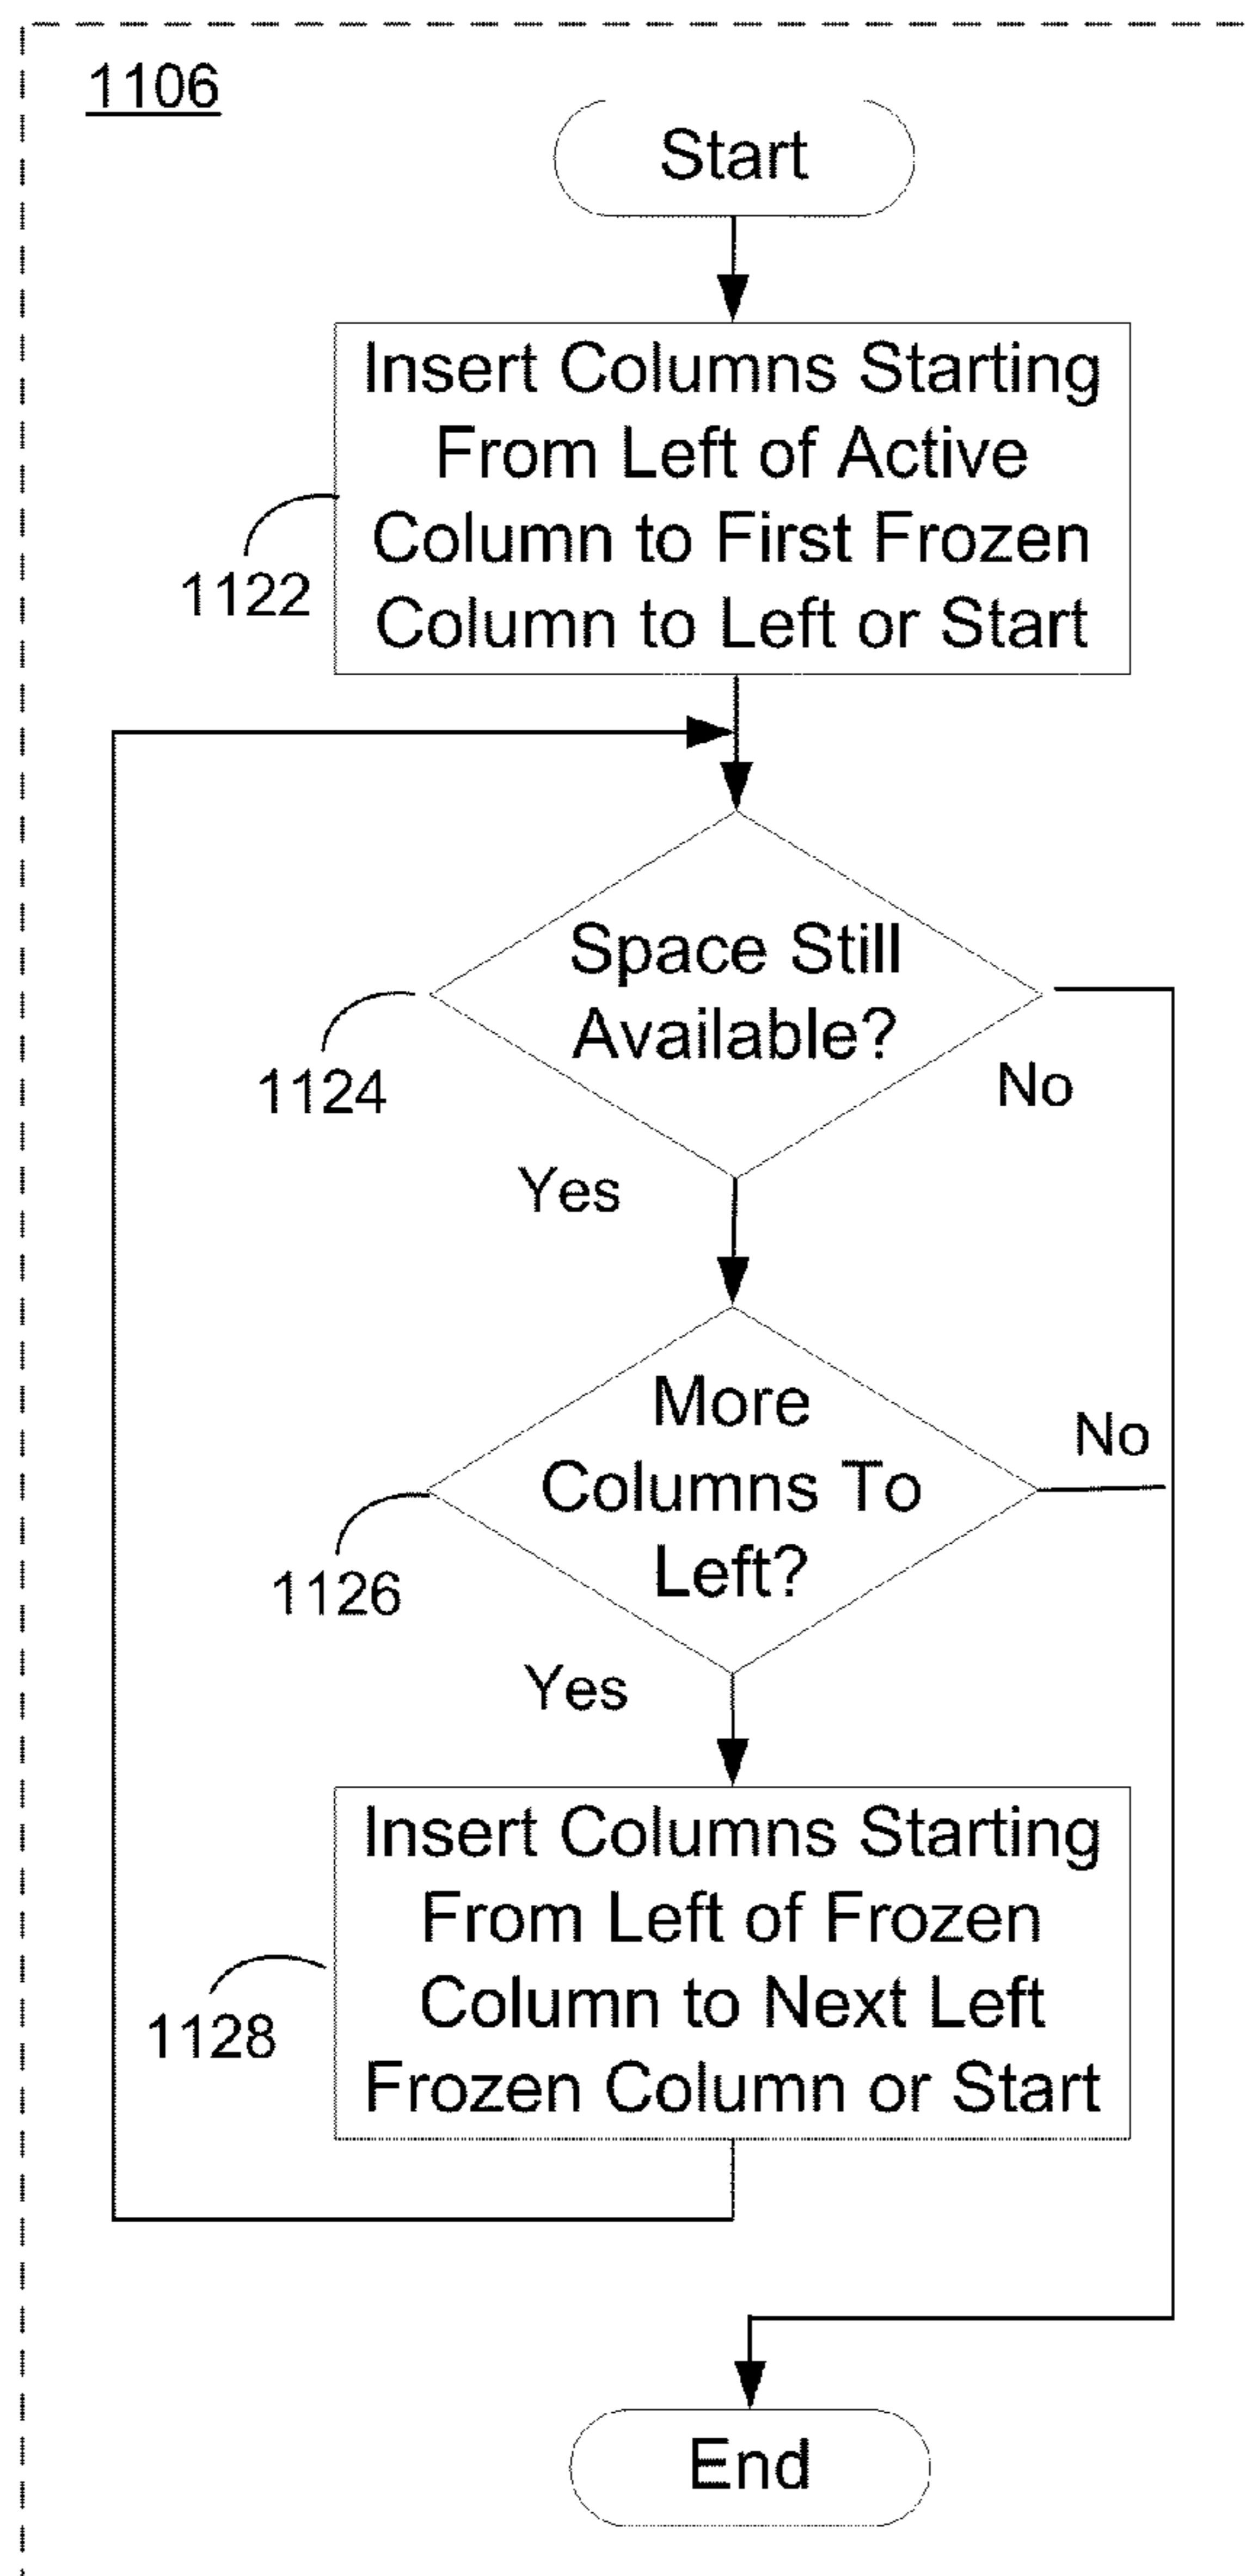 1106
Start
Insert Columns Starting
From Left of Active
Column to First Frozen
Column to Left or Start
1122
Space Still
Available?
1124
No
Yes
More
Columns To
Left?
No
1126
Yes
Insert Columns Starting
From Left of Frozen
Column to Next Left
Frozen Column or Start
1128
End